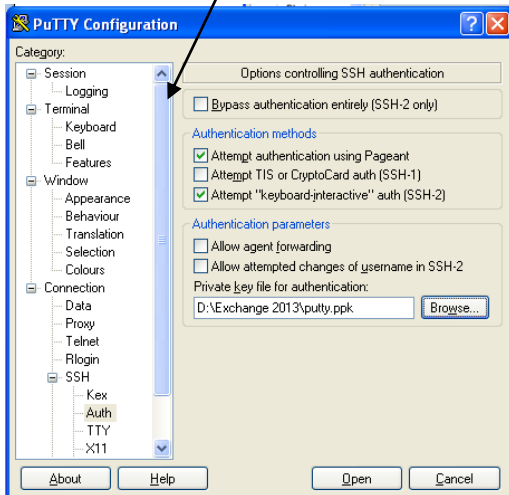 PuTTY Configuration
Category:
Session
Logging
Terminal
Keyboard
Bell
Features
Window
Appearance
Behaviour
Translation
Selection
Colours
Connection
Data
Proxy
Telnet
Rlogin
SSH
Kex
Auth
TTY
X11
Options controlling SSH authentication
Bypass authentication entirely (SSH-2 only)
Authentication methods
Attempt authentication using Pageant
Attempt TIS or CryptoCard auth (SSH-1)
Attempt "keyboard-interactive" auth (SSH-2)
Authentication parameters
Allow agent forwarding
Allow attempted changes of username in SSH-2
Private key file for authentication:
D:\Exchange 2013\putty.ppk
Browse...
About
Help
Open
Cancel